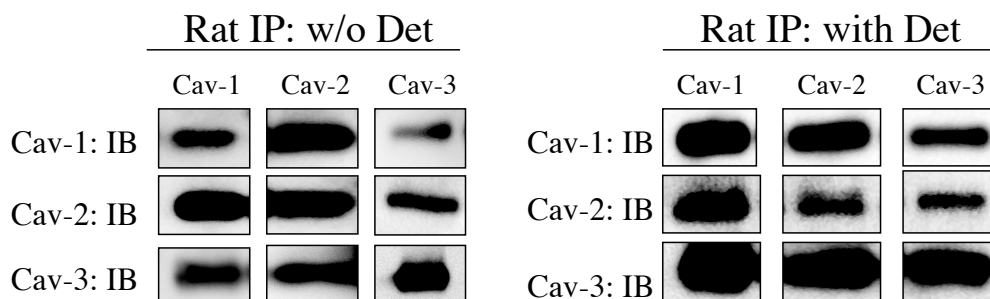 Rat IP: w/o Det
Cav-1 Cav-2 Cav-3
Cav-1: IB
Cav-2: IB
Cav-3: IB
Rat IP: with Det
Cav-1 Cav-2 Cav-3
Cav-1: IB
Cav-2: IB
Cav-3: IB